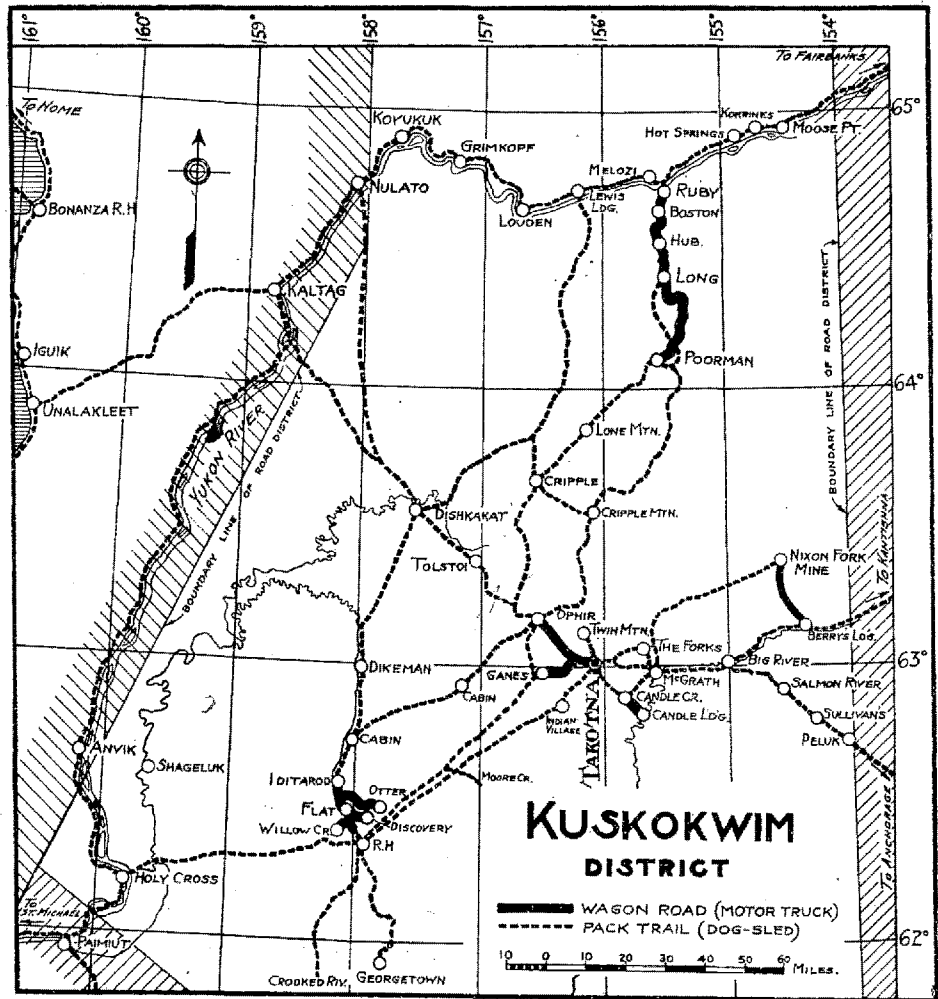 161°
160°
159°
158°
157°
156°
155°
154°
TO FAIRBANKS
TO NOME
65°
KOYUKUK
GRIMKOPF
HOT SPRINGS
KOKRINES
MOOSE PT.
NULATO
MELOZI
RUBY
LEWIS
LDG.
BONANZA R.H
LOUDEN
BOSTON
HUB.
KALTAG
LONG
BOUNDARY LINE OF ROAD DISTRICT
IGUIK
POORMAN
64°
UNALAKLEET
YUKON RIVER
BOUNDARY LINE OF ROAD DISTRICT
LONE MTN.
CRIPPLE
DISHKAKAT
CRIPPLE MTN.
TO KANTISHNA
TOLSTOI
NIXON FORK
MINE
OPHIR
TWIN MTN.
THE FORKS
BERRYS LDG.
BIG RIVER
63°
DIKEMAN
GANES
MCGRATH
SALMON RIVER
CABIN
CANDLE CR.
CANDLE LD'G.
INDIAN
VILLAGE
TAKOTNA
SULLIVANS
PELUK
ANVIK
CABIN
SHAGELUK
IDITAROD
OTTER
MOORE CR.
FLAT
DISCOVERY
WILLOW CR.
R.H
HOLY CROSS
TO ANCHORAGE
KUSKOKWIM
DISTRICT
WAGON ROAD (MOTOR TRUCK)
PACK TRAIL (DOG-SLED)
TO
ST. MICHAEL
PAIMIUT
62°
CROOKED RIV.
GEORGETOWN
10 0 10 20 30 40 50 60 MILES.